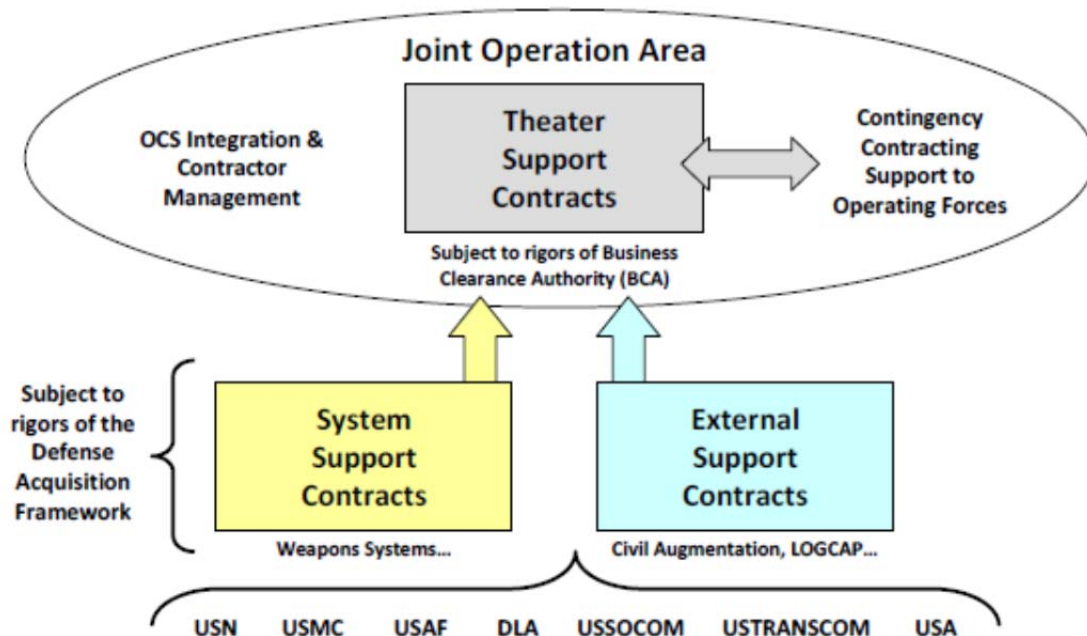 Joint Operation Area
OCS Integration &
Contractor
Management
Theater
Support
Contracts
Contingency
Contracting
Support to
Operating Forces
Subject to rigors of Business
Clearance Authority (BCA)
Subject to
rigors of the
Defense
Acquisition
Framework
System
Support
Contracts
External
Support
Contracts
Weapons Systems...
Civil Augmentation, LOGCAP...
USN USMC USAF DLA USSOCOM USTRANSCOM USA